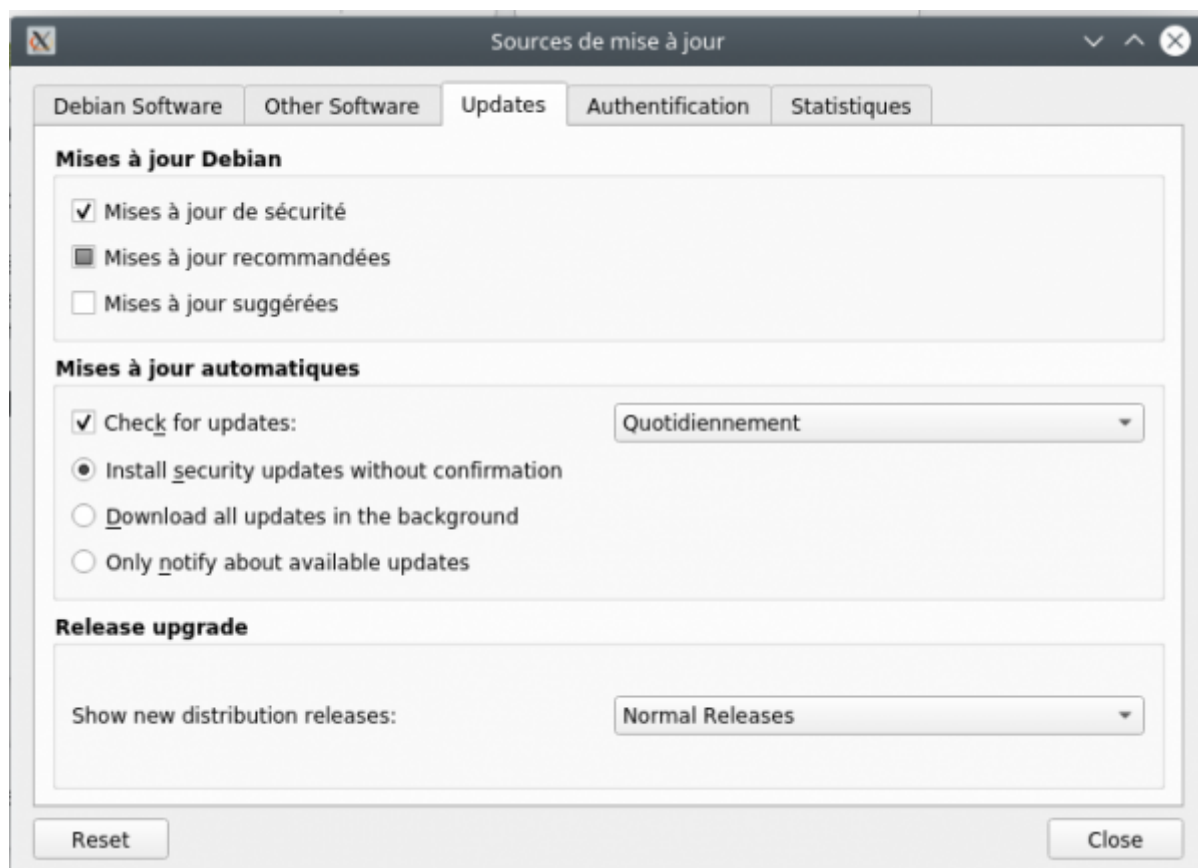 Sources de mise à jour
Debian Software Other Software Updates Authentification Statistiques
Mises à jour Debian
Mises à jour de sécurité
Mises à jour recommandées
Mises à jour suggérées
Mises à jour automatiques
Check for updates: Quotidiennement
Install security updates without confirmation
Download all updates in the background
Only notify about available updates
Release upgrade
Show new distribution releases: Normal Releases
Reset Close